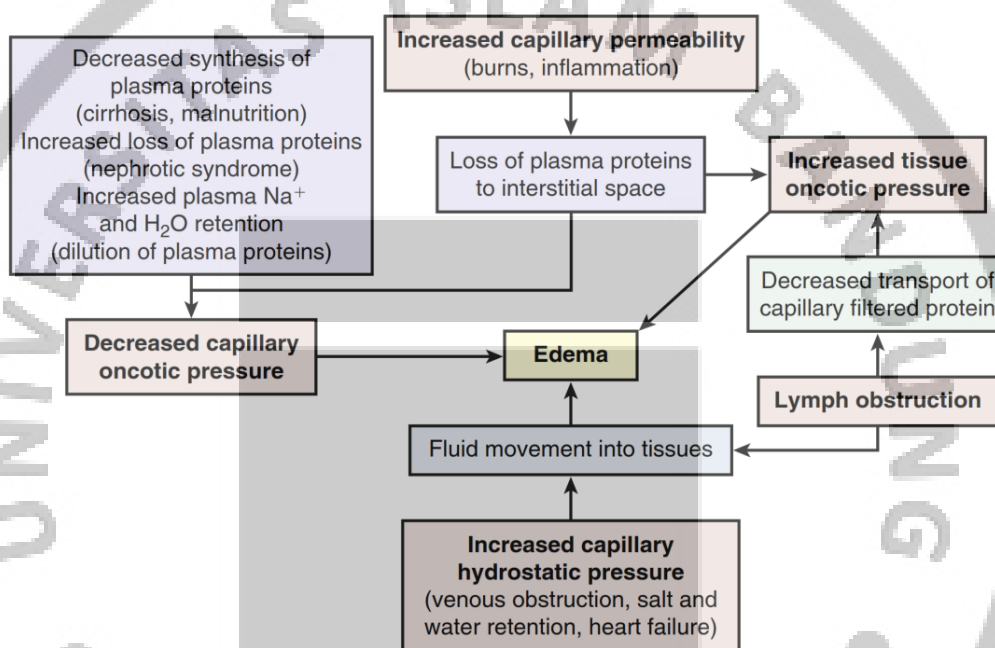 UNIVERSITAS ISLAM BANDUNG
Increased capillary permeability
(burns, inflammation)
Decreased synthesis of
plasma proteins
(cirrhosis, malnutrition)
Increased loss of plasma proteins
(nephrotic syndrome)
Increased plasma Na⁺
and H₂O retention
(dilution of plasma proteins)
Loss of plasma proteins
to interstitial space
Increased tissue
oncotic pressure
Decreased transport of
capillary filtered protein
Decreased capillary
oncotic pressure
Edema
Lymph obstruction
Fluid movement into tissues
Increased capillary
hydrostatic pressure
(venous obstruction, salt and
water retention, heart failure)